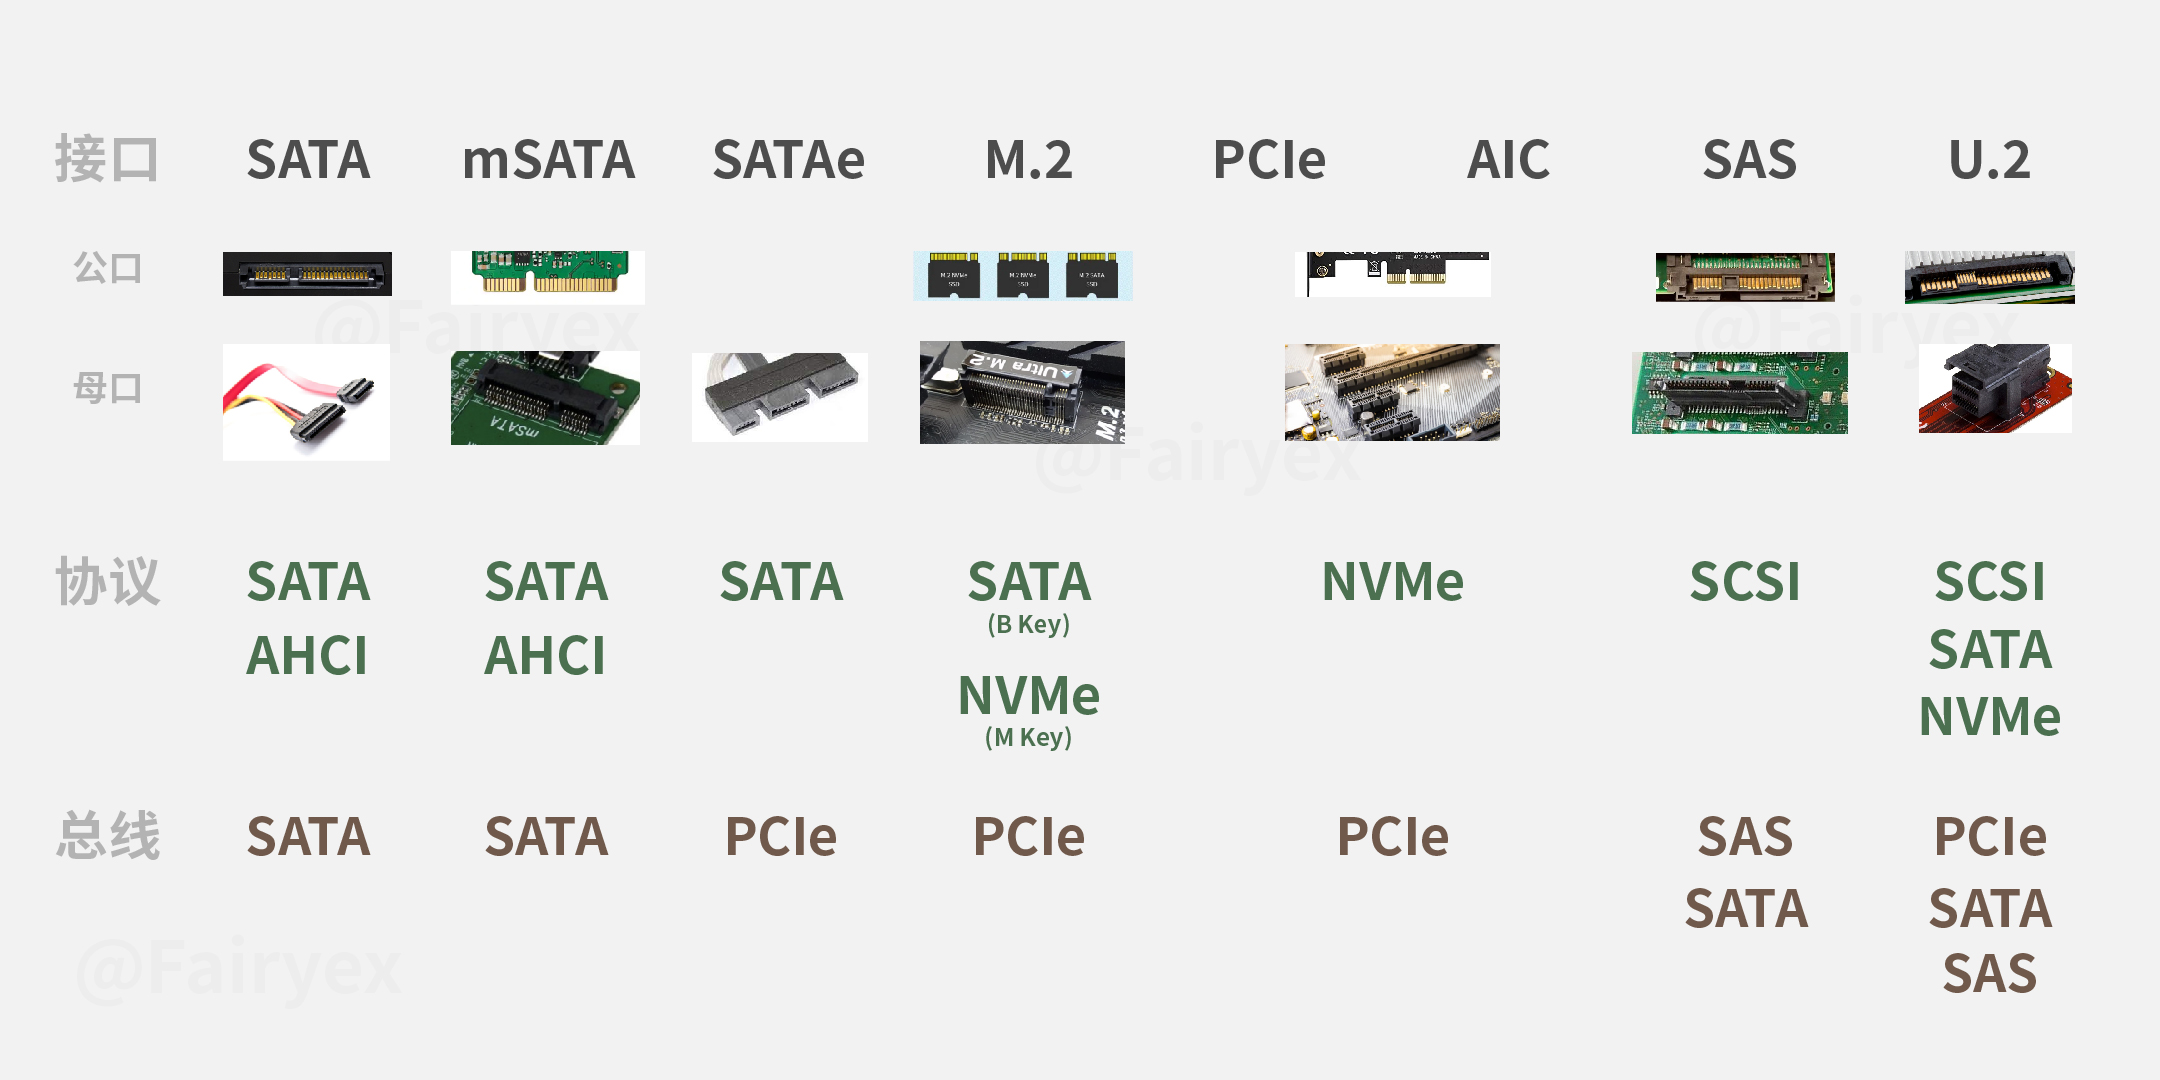 接口 SATA mSATA SATAe M.2 PCIe AIC SAS U.2
公口
M.2 NVMe SSD M.2 NVMe SSD M.2 SATA SSD
@Fairyex @Fairyex
母口
mSATA
Ultra M.2
M.2
@Fairyex
协议 SATA SATA SATA SATA NVMe SCSI SCSI
(B Key)
AHCI AHCI SATA
NVMe NVMe
(M Key)
总线 SATA SATA PCIe PCIe PCIe SAS PCIe
SATA SATA
@Fairyex SAS